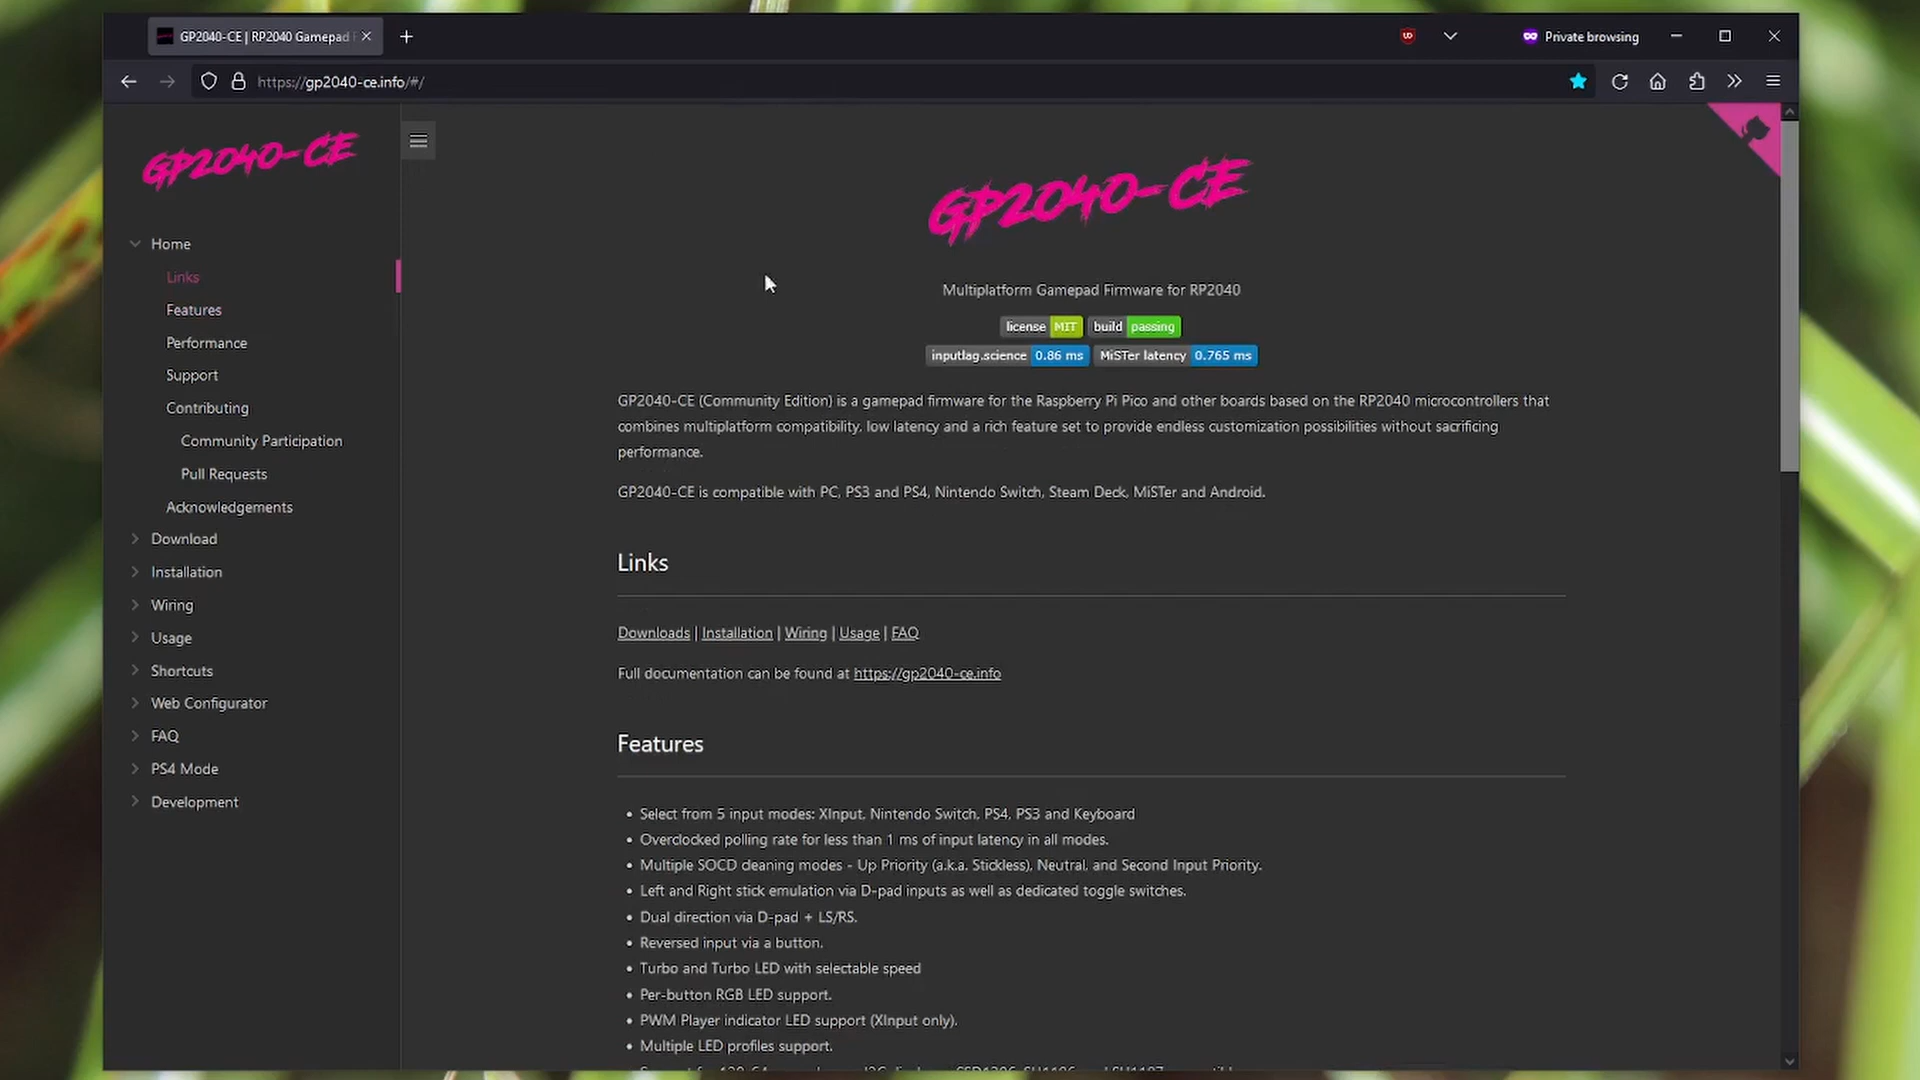 GP2040-CE | RP2040 Gamepad
Private browsing
https://gp2040-ce.info/#/
GP2040-CE
Home
Links
Features
Performance
Support
Contributing
Community Participation
Pull Requests
Acknowledgements
Download
Installation
Wiring
Usage
Shortcuts
Web Configurator
FAQ
PS4 Mode
Development
GP2040-CE
Multiplatform Gamepad Firmware for RP2040
license MIT build passing
inputlag.science 0.86 ms MiSTer latency 0.765 ms
GP2040-CE (Community Edition) is a gamepad firmware for the Raspberry Pi Pico and other boards based on the RP2040 microcontrollers that
combines multiplatform compatibility, low latency and a rich feature set to provide endless customization possibilities without sacrificing
performance.
GP2040-CE is compatible with PC, PS3 and PS4, Nintendo Switch, Steam Deck, MiSTer and Android.
Links
Downloads | Installation | Wiring | Usage | FAQ
Full documentation can be found at https://gp2040-ce.info
Features
• Select from 5 input modes: XInput, Nintendo Switch, PS4, PS3 and Keyboard
• Overclocked polling rate for less than 1 ms of input latency in all modes.
• Multiple SOCD cleaning modes - Up Priority (a.k.a. Stickless), Neutral, and Second Input Priority.
• Left and Right stick emulation via D-pad inputs as well as dedicated toggle switches.
• Dual direction via D-pad + LS/RS.
• Reversed input via a button.
• Turbo and Turbo LED with selectable speed
• Per-button RGB LED support.
• PWM Player indicator LED support (XInput only).
• Multiple LED profiles support.